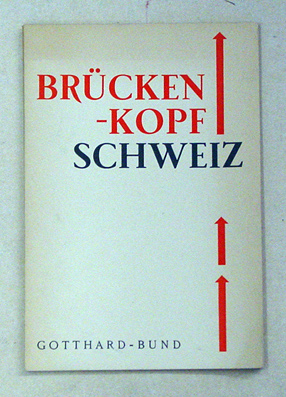 BRÜCKEN
-KOPF
SCHWEIZ
GOTTHARD-BUND